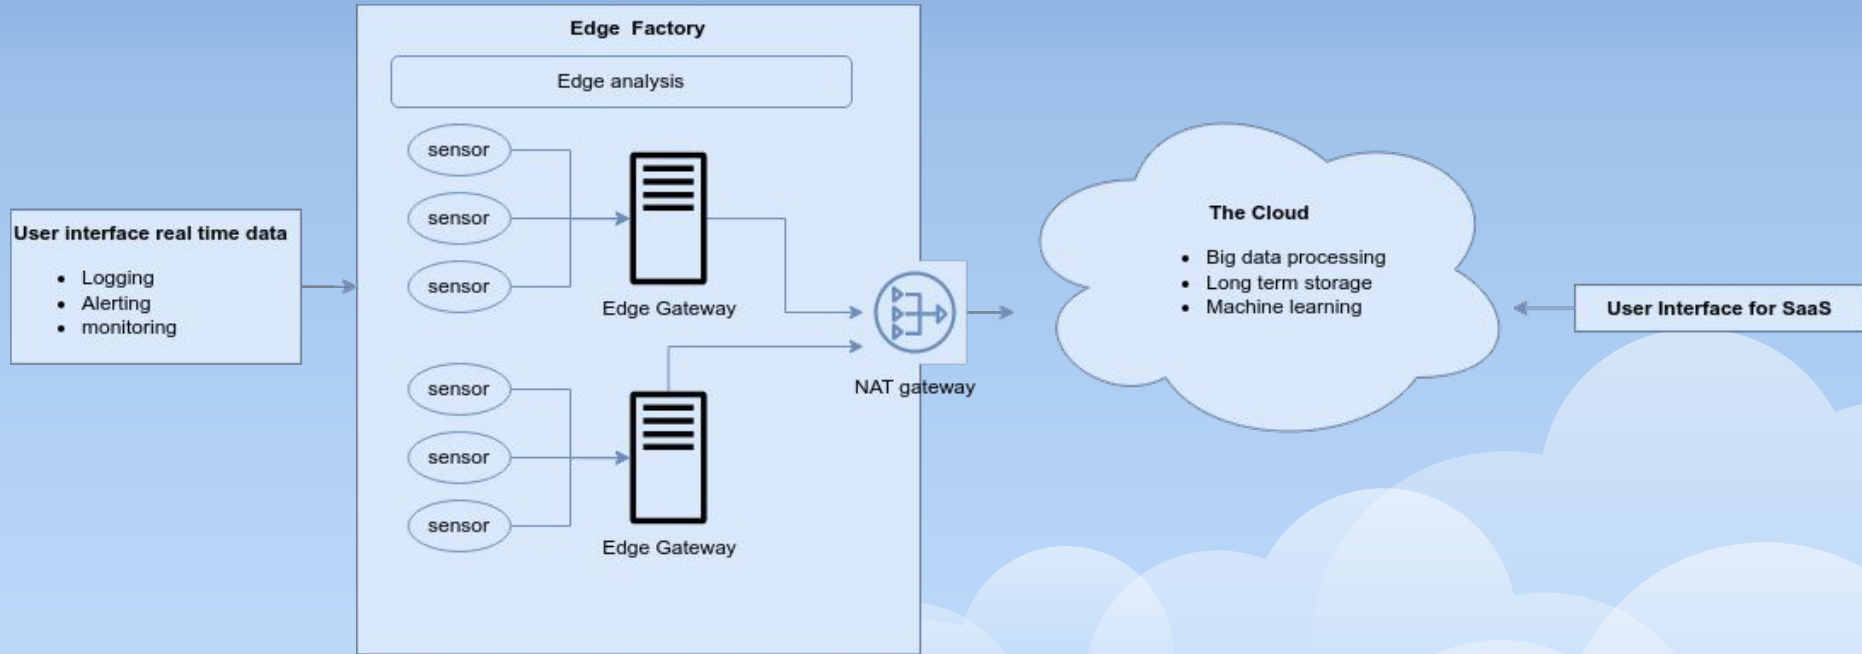 Edge Factory
Edge analysis
sensor
sensor
sensor
Edge Gateway
sensor
sensor
sensor
Edge Gateway
User interface real time data
Logging
Alerting
monitoring
NAT gateway
The Cloud
Big data processing
Long term storage
Machine learning
User Interface for SaaS